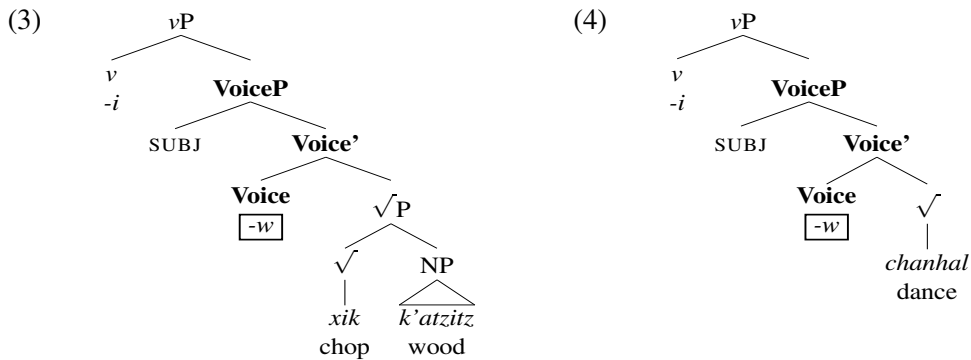 (3) vP (4) vP
v v
-i VoiceP -i VoiceP
SUBJ Voice’ SUBJ Voice’
Voice √P Voice √
-w -w
√ NP chanhal
dance
xik k’atzitz
chop wood